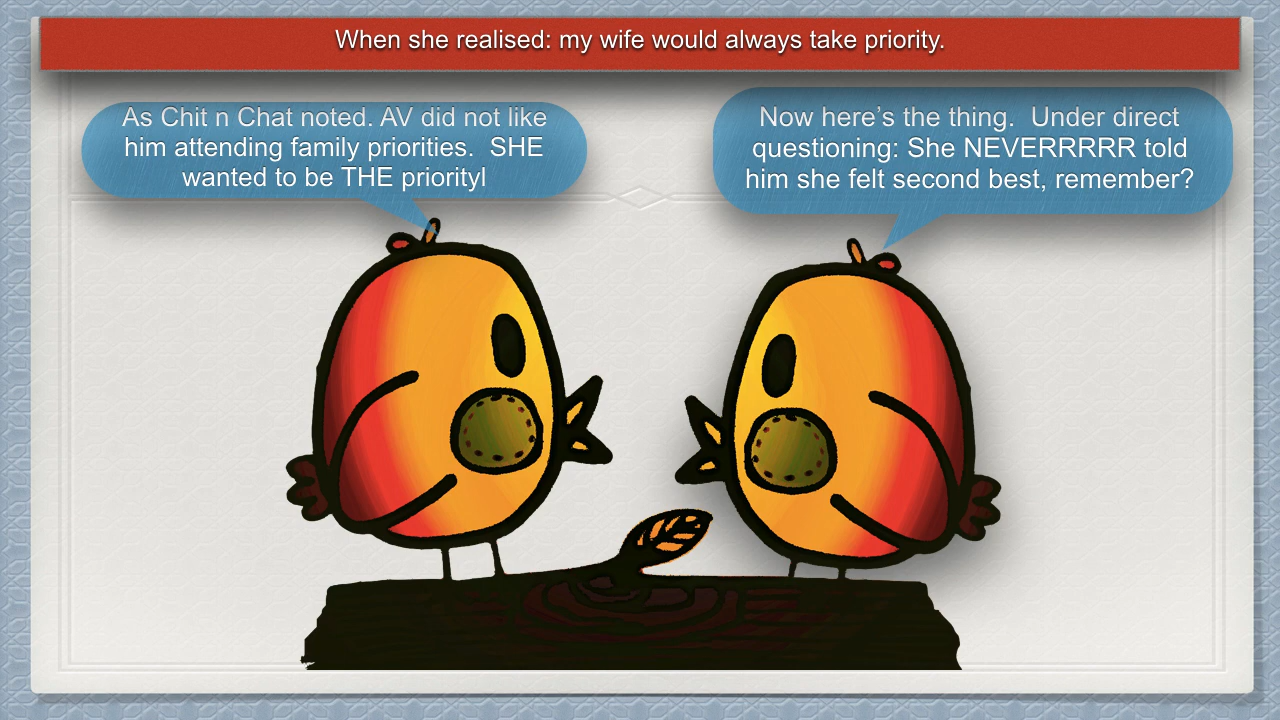 When she realised: my wife would always take priority.
As Chit n Chat noted. AV did not like
him attending family priorities.  SHE
wanted to be THE priorityl
Now here’s the thing.  Under direct
questioning: She NEVERRRRR told
him she felt second best, remember?